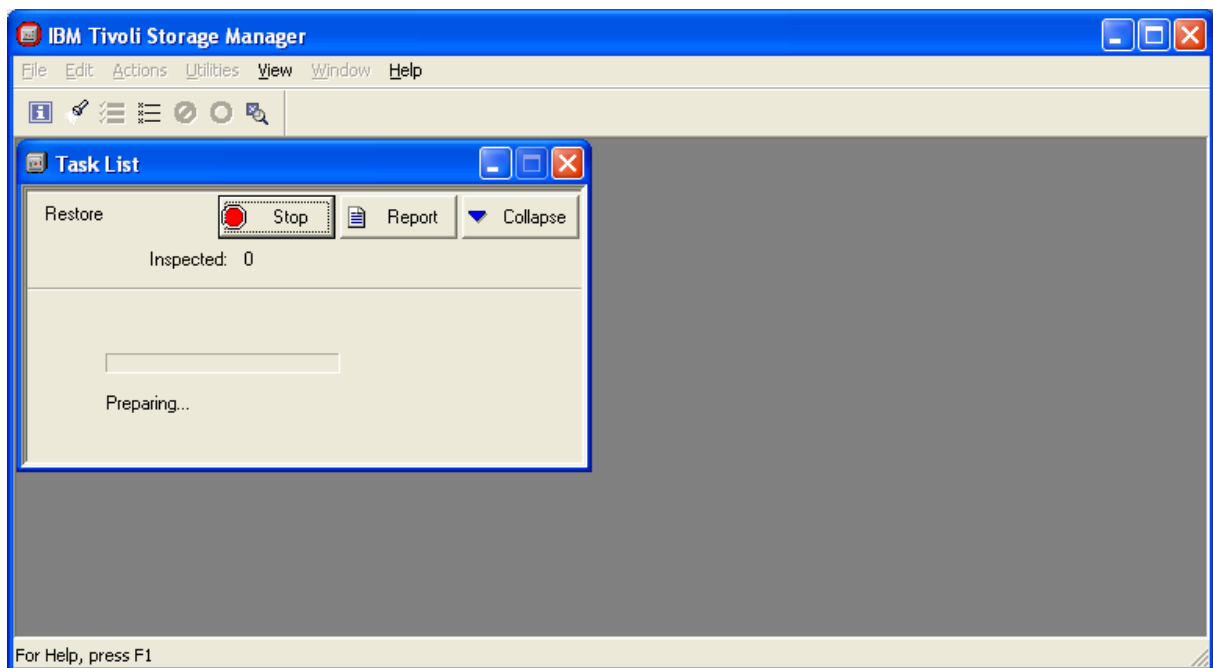 IBM Tivoli Storage Manager
File Edit Actions Utilities View Window Help
Task List
Restore Stop Report Collapse
Inspected: 0
Preparing...
For Help, press F1